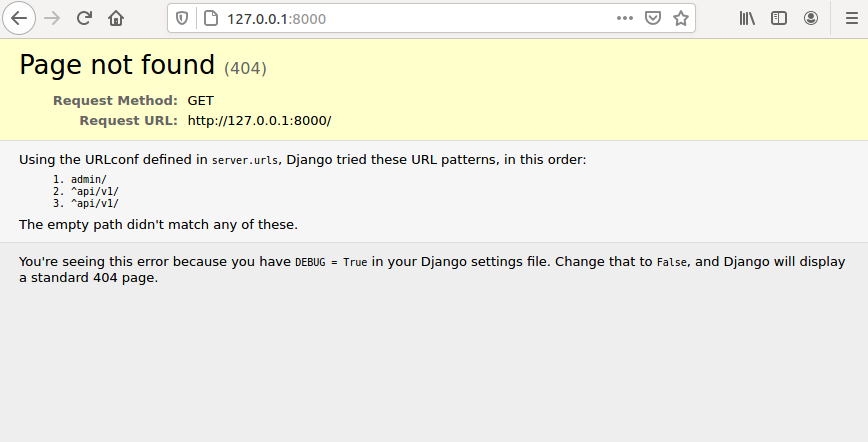 127.0.0.1:8000
Page not found (404)
Request Method: GET
Request URL: http://127.0.0.1:8000/
Using the URLconf defined in server.urls, Django tried these URL patterns, in this order:
1. admin/
2. ^api/v1/
3. ^api/v1/
The empty path didn't match any of these.
You're seeing this error because you have DEBUG = True in your Django settings file. Change that to False, and Django will display
a standard 404 page.